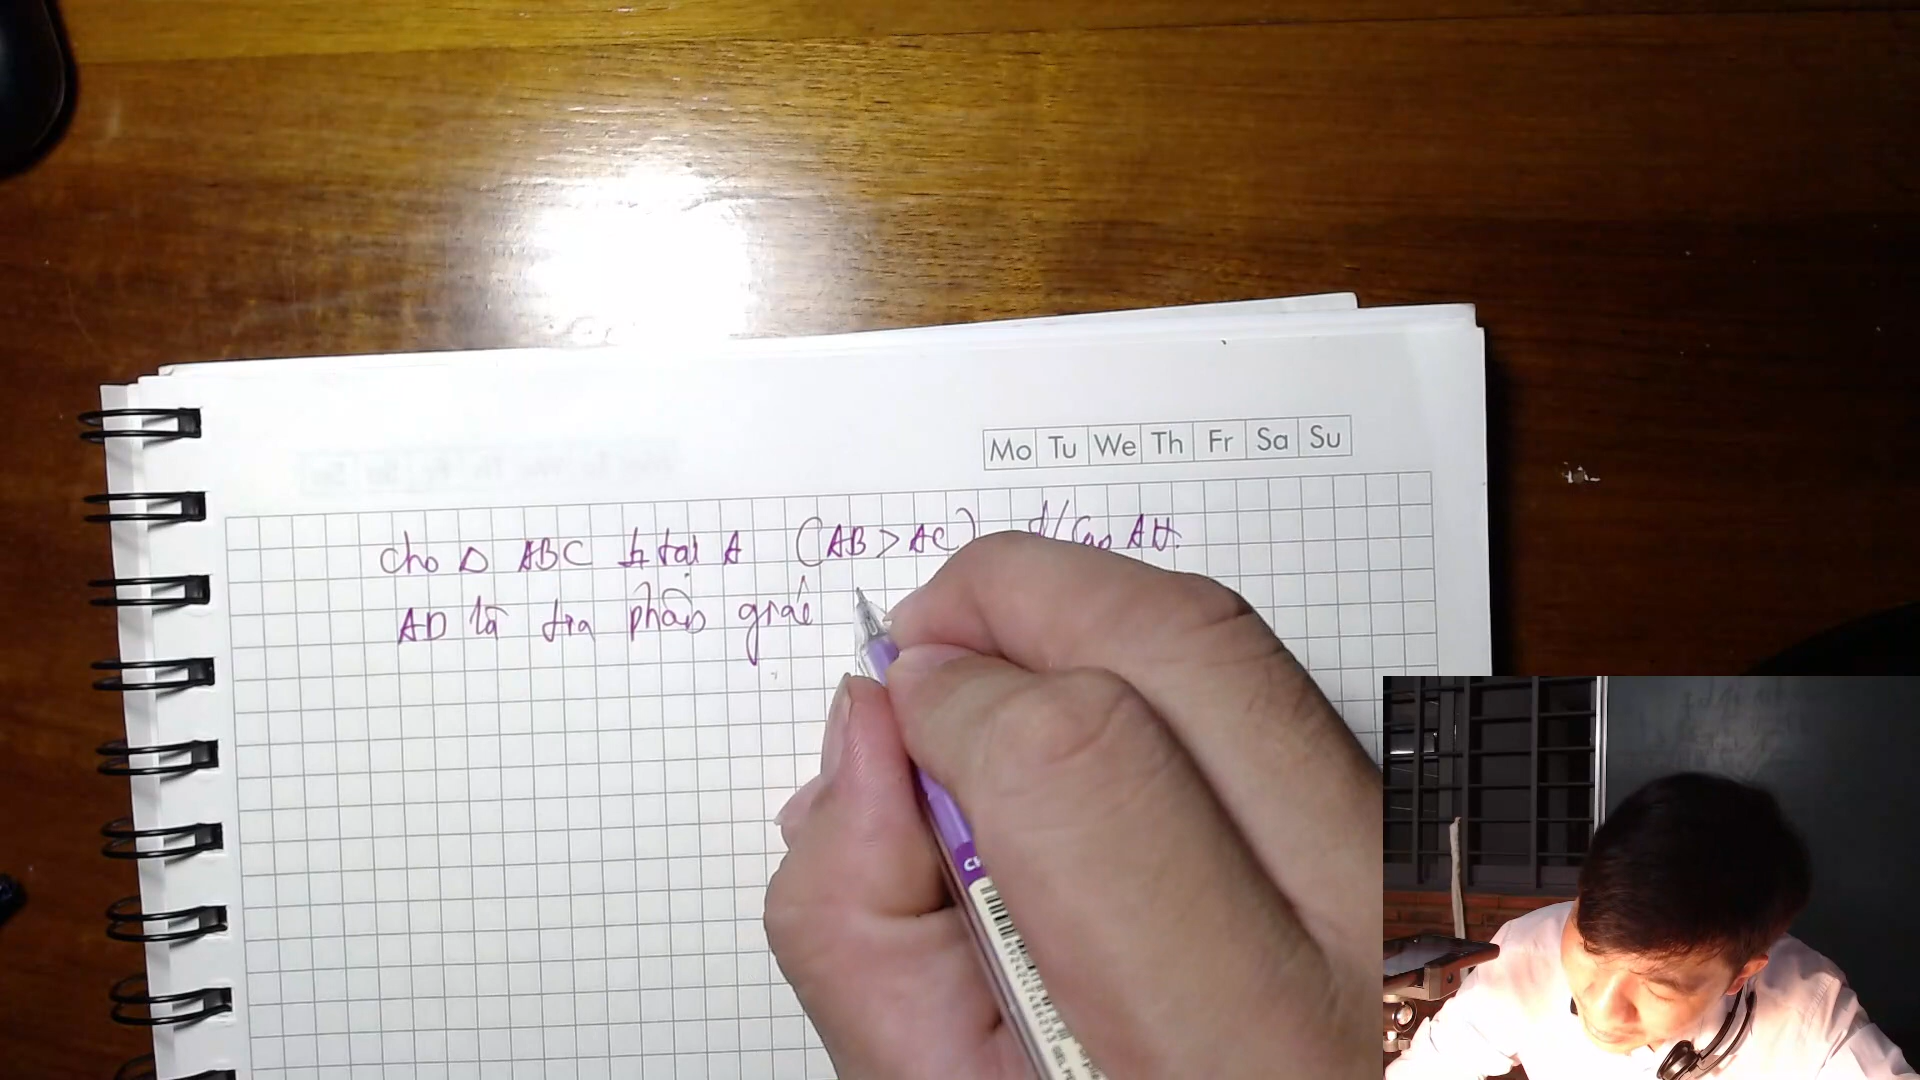 Mo Tu We Th Fr Sa Su
Cho Δ ABC ⊥ tại A (AB > AC) đ/cao AH.
AD là tia phân giác